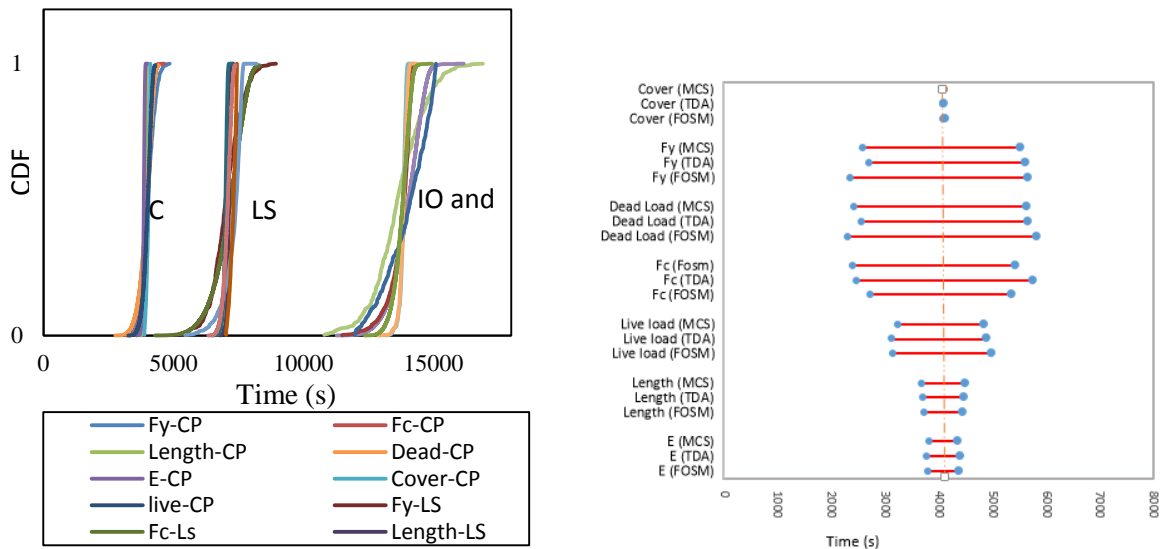 1
CDF
0
C
LS
IO and
0
5000
10000
15000
Time (s)
Fy-CP
Fc-CP
Length-CP
Dead-CP
E-CP
Cover-CP
live-CP
Fy-LS
Fc-Ls
Length-LS
Cover (MCS)
Cover (TDA)
Cover (FOSM)
Fy (MCS)
Fy (TDA)
Fy (FOSM)
Dead Load (MCS)
Dead Load (TDA)
Dead Load (FOSM)
Fc (Fosm)
Fc (TDA)
Fc (FOSM)
Live load (MCS)
Live load (TDA)
Live load (FOSM)
Length (MCS)
Length (TDA)
Length (FOSM)
E (MCS)
E (TDA)
E (FOSM)
0
1000
2000
3000
4000
5000
6000
7000
8000
Time (s)